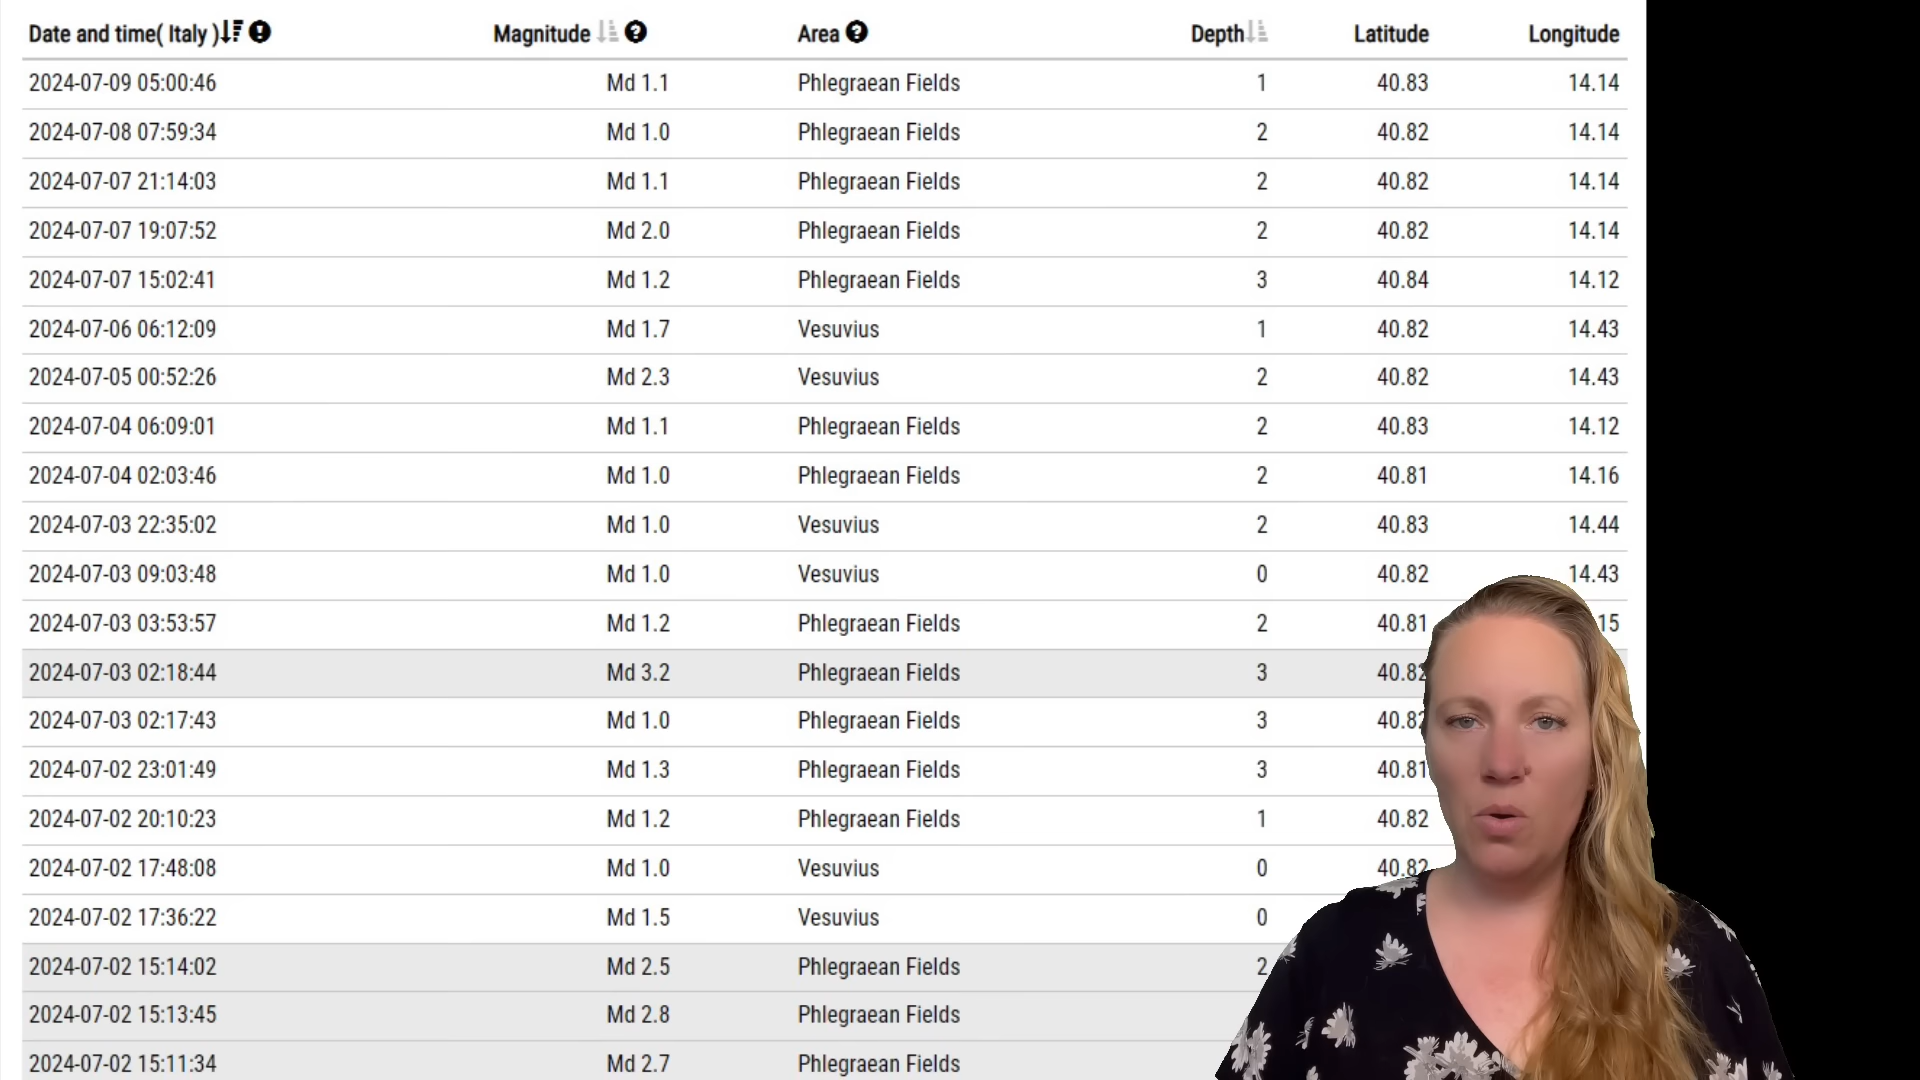 Date and time( Italy ) Magnitude Area Depth Latitude Longitude
2024-07-09 05:00:46 Md 1.1 Phlegraean Fields 1 40.83 14.14
2024-07-08 07:59:34 Md 1.0 Phlegraean Fields 2 40.82 14.14
2024-07-07 21:14:03 Md 1.1 Phlegraean Fields 2 40.82 14.14
2024-07-07 19:07:52 Md 2.0 Phlegraean Fields 2 40.82 14.14
2024-07-07 15:02:41 Md 1.2 Phlegraean Fields 3 40.84 14.12
2024-07-06 06:12:09 Md 1.7 Vesuvius 1 40.82 14.43
2024-07-05 00:52:26 Md 2.3 Vesuvius 2 40.82 14.43
2024-07-04 06:09:01 Md 1.1 Phlegraean Fields 2 40.83 14.12
2024-07-04 02:03:46 Md 1.0 Phlegraean Fields 2 40.81 14.16
2024-07-03 22:35:02 Md 1.0 Vesuvius 2 40.83 14.44
2024-07-03 09:03:48 Md 1.0 Vesuvius 0 40.82 14.43
2024-07-03 03:53:57 Md 1.2 Phlegraean Fields 2 40.81 15
2024-07-03 02:18:44 Md 3.2 Phlegraean Fields 3 40.82
2024-07-03 02:17:43 Md 1.0 Phlegraean Fields 3 40.82
2024-07-02 23:01:49 Md 1.3 Phlegraean Fields 3 40.81
2024-07-02 20:10:23 Md 1.2 Phlegraean Fields 1 40.82
2024-07-02 17:48:08 Md 1.0 Vesuvius 0 40.82
2024-07-02 17:36:22 Md 1.5 Vesuvius 0
2024-07-02 15:14:02 Md 2.5 Phlegraean Fields 2
2024-07-02 15:13:45 Md 2.8 Phlegraean Fields
2024-07-02 15:11:34 Md 2.7 Phlegraean Fields